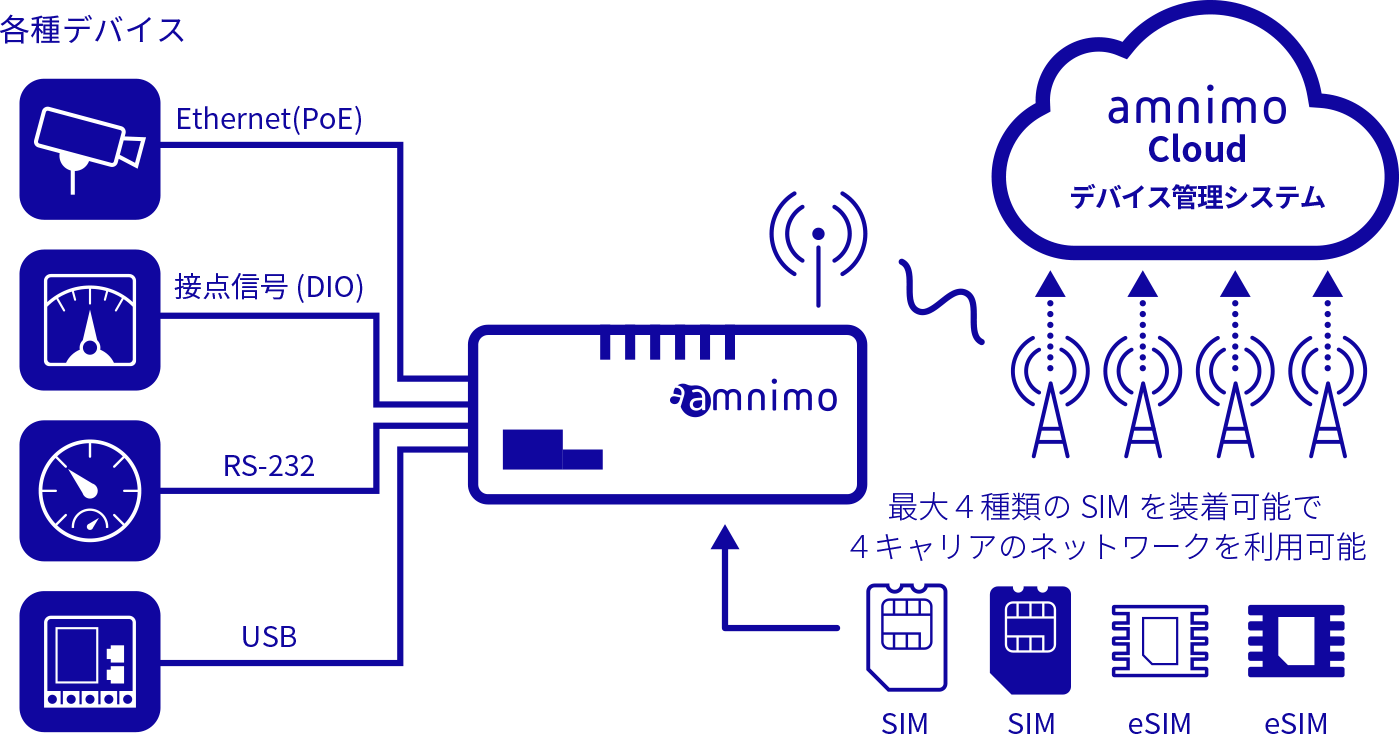 各種デバイス
Ethernet(PoE)
接点信号 (DIO)
RS-232
USB
amnimo
amnimo
Cloud
デバイス管理システム
最大４種類の SIM を装着可能で
４キャリアのネットワークを利用可能
SIM
SIM
eSIM
eSIM